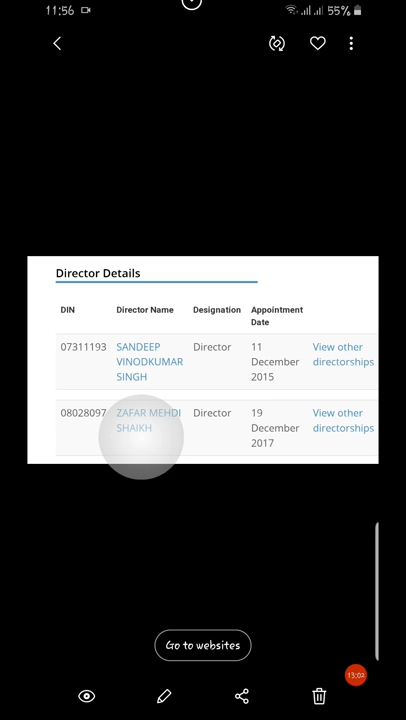 11:56
55%
Director Details
DIN Director Name Designation Appointment Date
07311193 SANDEEP VINODKUMAR SINGH Director 11 December 2015 View other directorships
08028097 ZAFAR MEHDI SHAIKH Director 19 December 2017 View other directorships
Go to websites
13:02